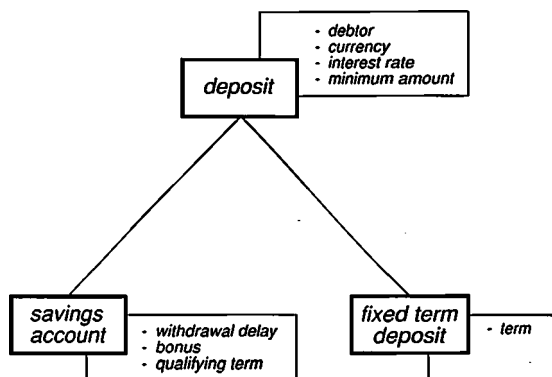 - debtor
- currency
- interest rate
- minimum amount
deposit
savings
account
- withdrawal delay
- bonus
- qualifying term
fixed term
deposit
- term